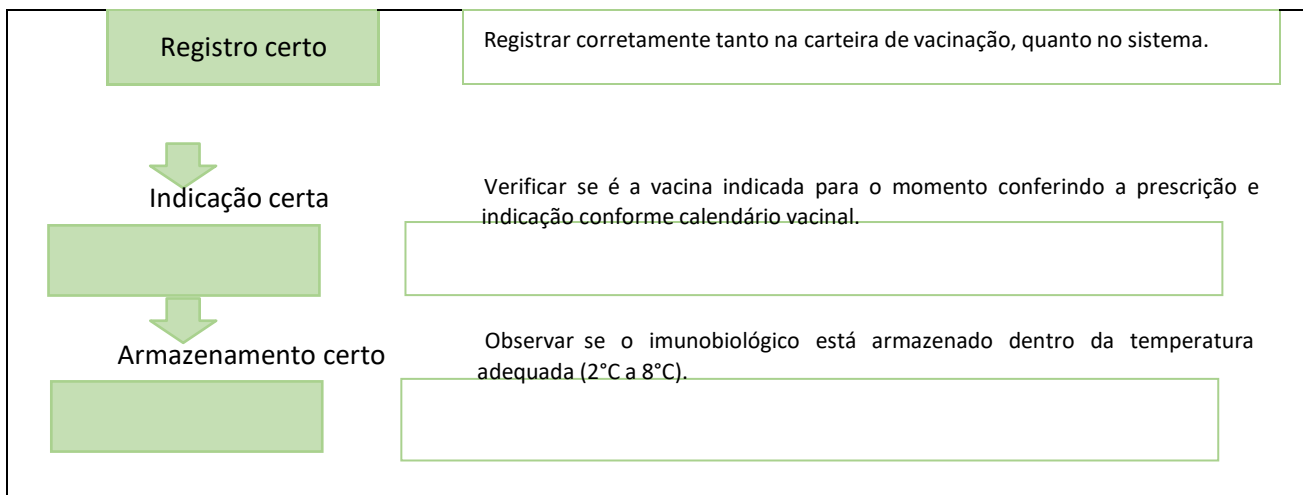 Registro certo
Registrar corretamente tanto na carteira de vacinação, quanto no sistema.
Indicação certa
Verificar se é a vacina indicada para o momento conferindo a prescrição e
indicação conforme calendário vacinal.
Armazenamento certo
Observar se o imunobiológico está armazenado dentro da temperatura
adequada (2°C a 8°C).